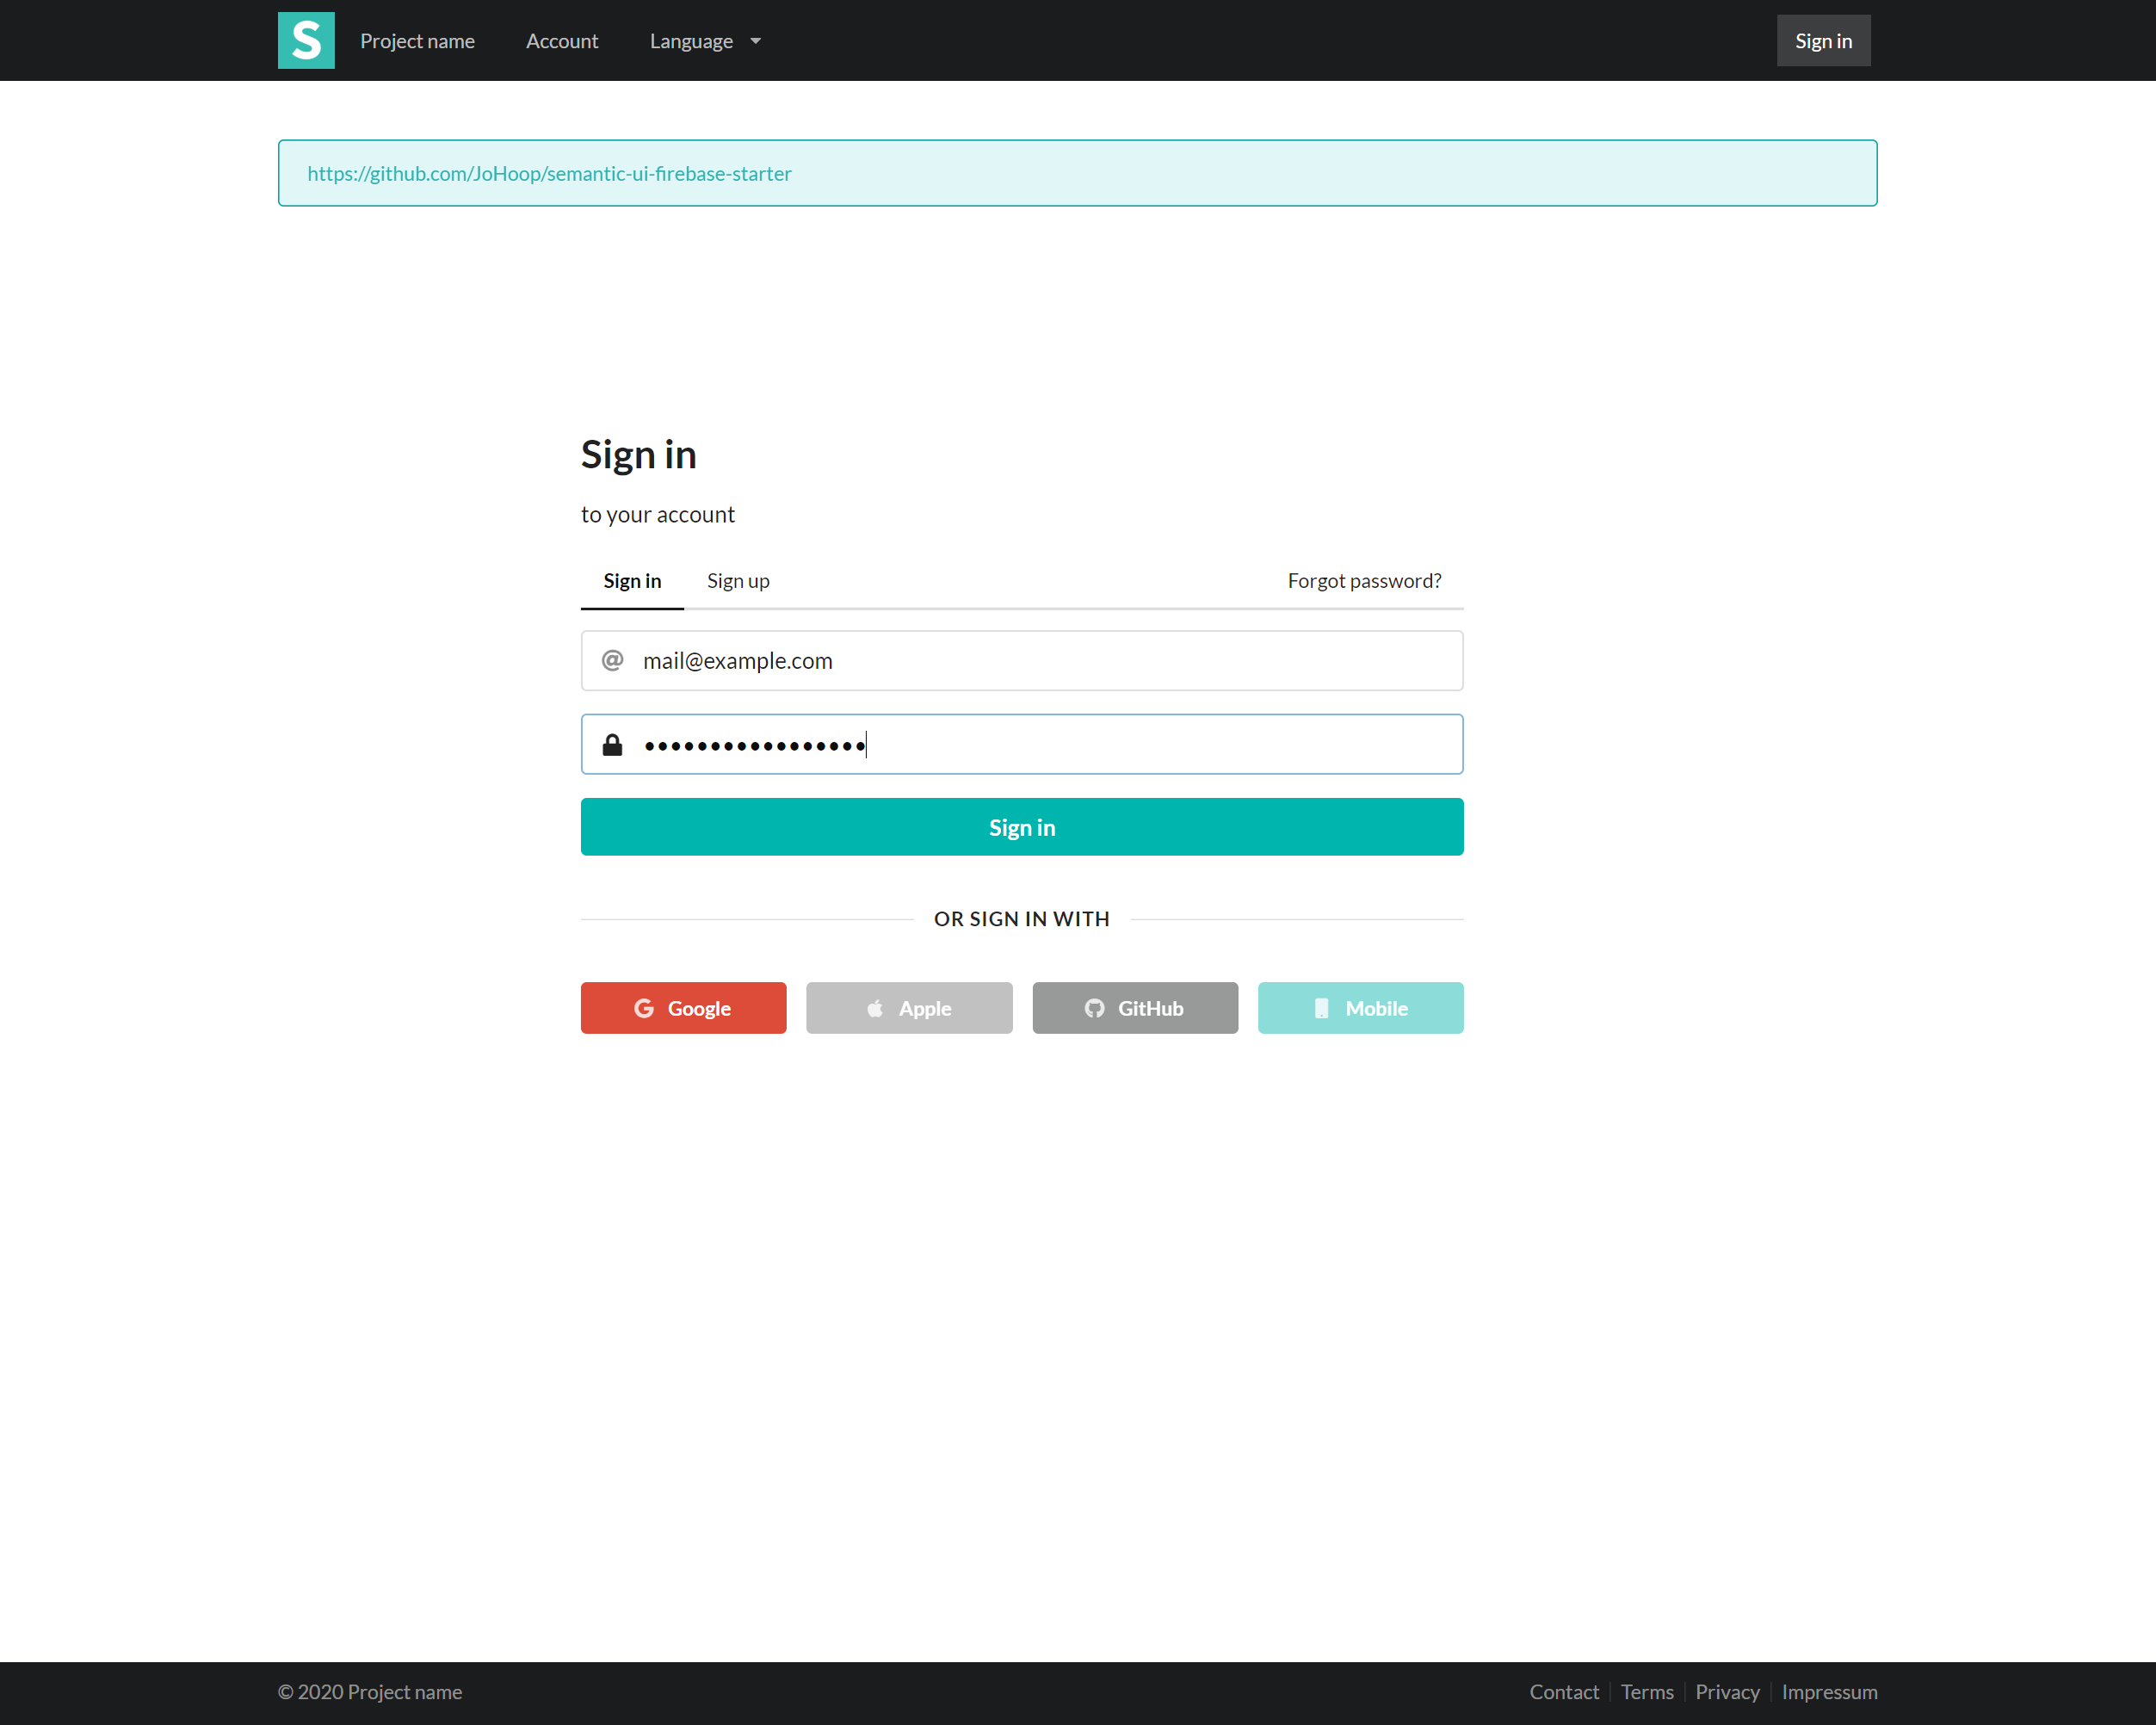 S Project name Account Language Sign in
https://github.com/JoHoop/semantic-ui-firebase-starter
Sign in
to your account
Sign in Sign up Forgot password?
@ mail@example.com
•••••••••••••••••
Sign in
OR SIGN IN WITH
G Google Apple GitHub Mobile
© 2020 Project name Contact Terms Privacy Impressum